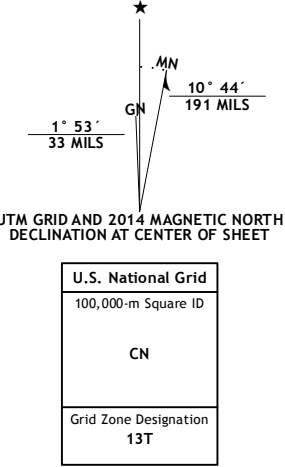 ★
MN
GN
10° 44´
191 MILS
1° 53´
33 MILS
UTM GRID AND 2014 MAGNETIC NORTH
DECLINATION AT CENTER OF SHEET
U.S. National Grid
100,000-m Square ID
CN
Grid Zone Designation
13T